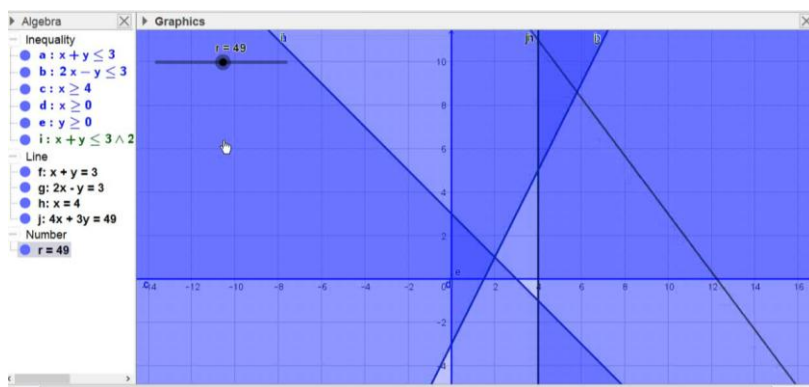 Algebra
Graphics
Inequality
a : x + y ≤ 3
b : 2 x − y ≤ 3
c : x ≥ 4
d : x ≥ 0
e : y ≥ 0
i : x + y ≤ 3 ∧ 2
Line
f: x + y = 3
g: 2x - y = 3
h: x = 4
j: 4x + 3y = 49
Number
r = 49
r = 49
b
10
8
6
4
2
e
-14 -12 -10 -8 -6 -4 -2 0 2 4 6 8 10 12 14 16
-2
-4